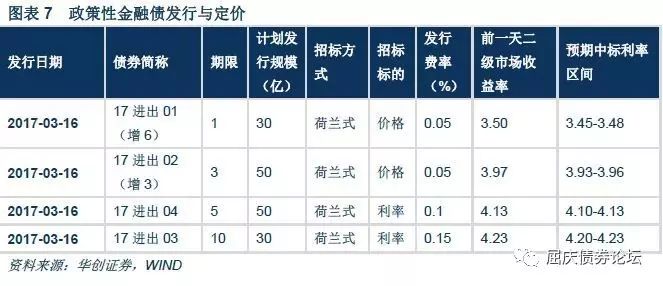 图表 7 政策性金融债发行与定价
发行日期 债券简称 期限 计划发行规模（亿） 招标方式 招标标的 发行费率（%） 前一天二级市场收益率 预期中标利率区间
2017-03-16 17 进出 01（增 6） 1 30 荷兰式 价格 0.05 3.50 3.45-3.48
2017-03-16 17 进出 02（增 3） 3 50 荷兰式 价格 0.05 3.97 3.93-3.96
2017-03-16 17 进出 04 5 50 荷兰式 利率 0.1 4.13 4.10-4.13
2017-03-16 17 进出 03 10 30 荷兰式 利率 0.15 4.23 4.20-4.23
资料来源：华创证券，WIND
屈庆债券论坛